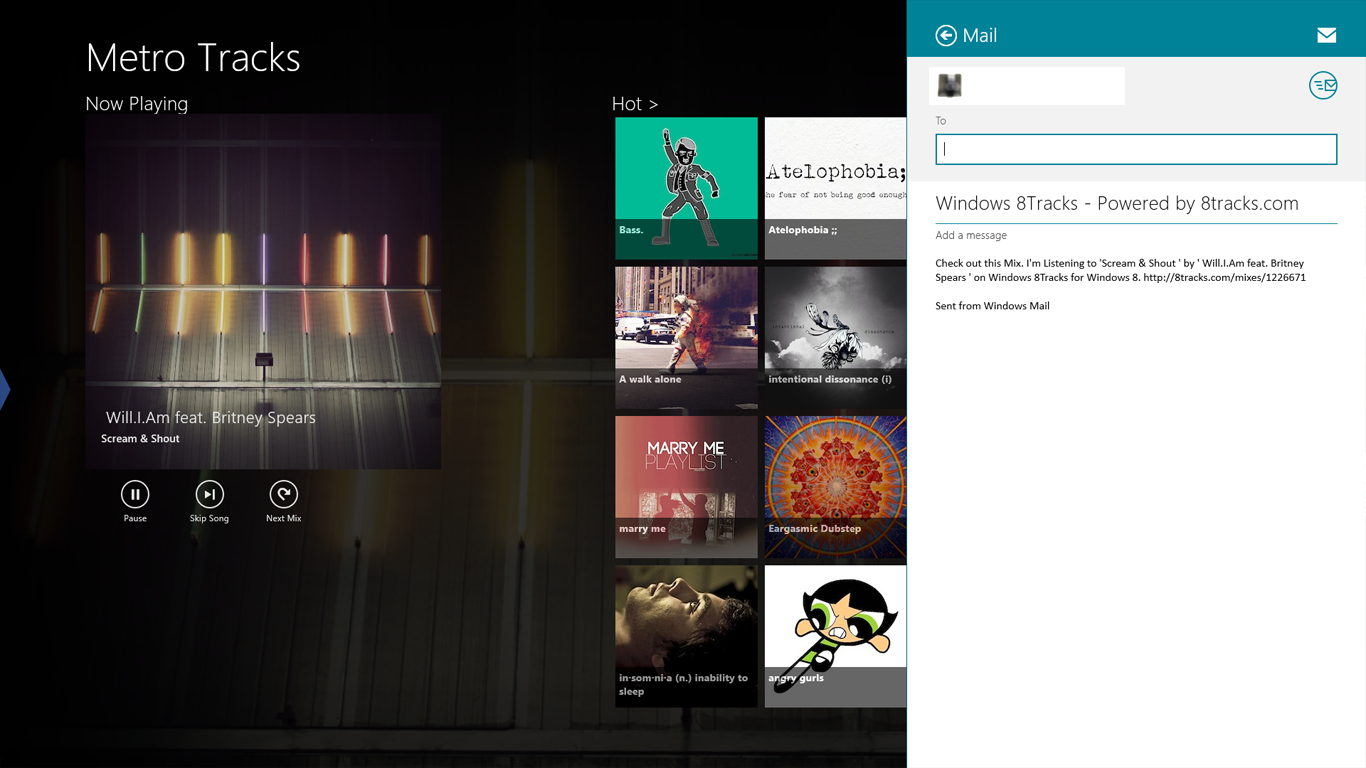 Metro Tracks
Now Playing
Will.I.Am feat. Britney Spears
Scream & Shout
Pause
Skip Song
Next Mix
Hot >
Bass.
Atelophobia;
he fear of not being good enough
Atelophobia ;;
A walk alone
intentional
dissonance
intentional dissonance (i)
MARRY ME
PLAYLIST
marry me
Eargasmic Dubstep
in·som·ni·a (n.) inability to
sleep
angry gurls
Mail
To
Windows 8Tracks - Powered by 8tracks.com
Add a message
Check out this Mix. I'm Listening to 'Scream & Shout ' by ' Will.I.Am feat. Britney
Spears ' on Windows 8Tracks for Windows 8. http://8tracks.com/mixes/1226671
Sent from Windows Mail